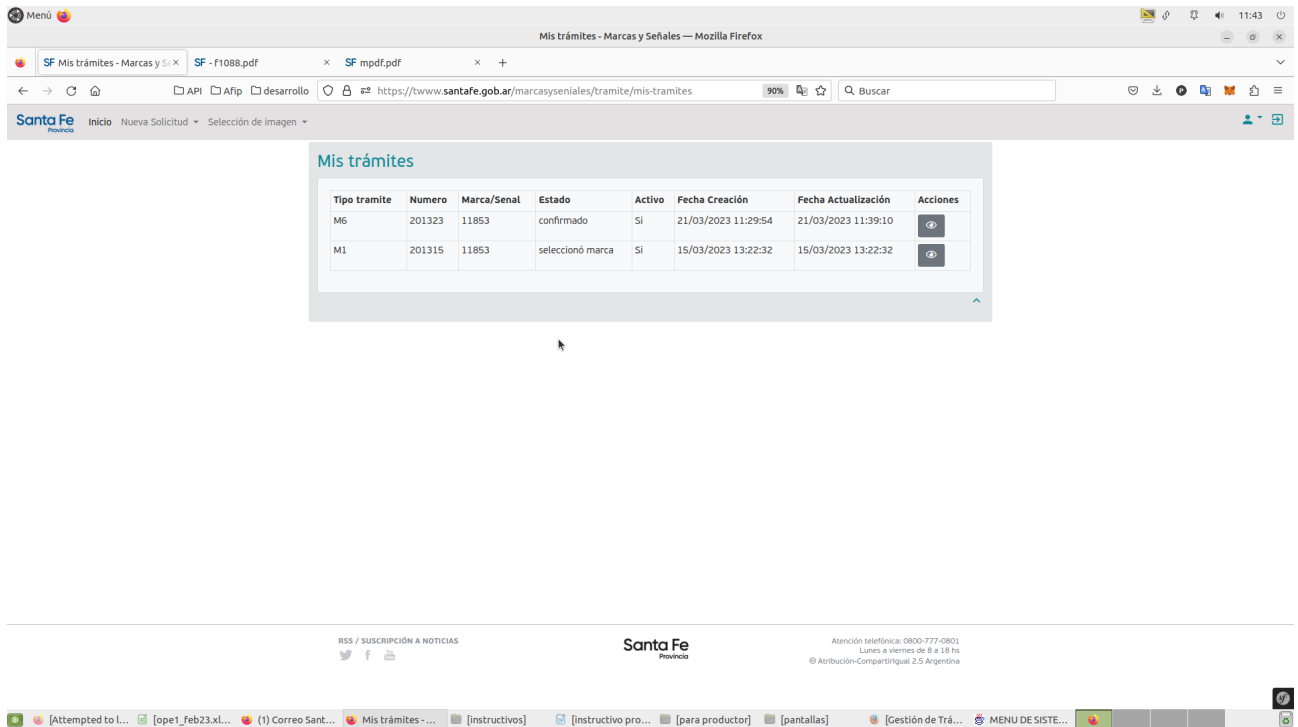 Menú
11:43
Mis trámites - Marcas y Señales — Mozilla Firefox
SF Mis trámites - Marcas y Se
SF - f1088.pdf
SF mpdf.pdf
API Afip desarrollo
https://twww.santafe.gob.ar/marcasyseniales/tramite/mis-tramites
90%
Buscar
Santa Fe
Provincia
Inicio Nueva Solicitud Selección de imagen
Mis trámites
Tipo tramite Numero Marca/Senal Estado Activo Fecha Creación Fecha Actualización Acciones
M6 201323 11853 confirmado Si 21/03/2023 11:29:54 21/03/2023 11:39:10
M1 201315 11853 seleccionó marca Si 15/03/2023 13:22:32 15/03/2023 13:22:32
RSS / SUSCRIPCIÓN A NOTICIAS
Santa Fe
Provincia
Atención telefónica: 0800-777-0801
Lunes a viernes de 8 a 18 hs
Atribución-CompartirIgual 2.5 Argentina
sf
[Attempted to l... [ope1_feb23.xl... (1) Correo Sant... Mis trámites - ... [instructivos] [instructivo pro... [para productor] [pantallas] [Gestión de Trá... MENU DE SISTE...